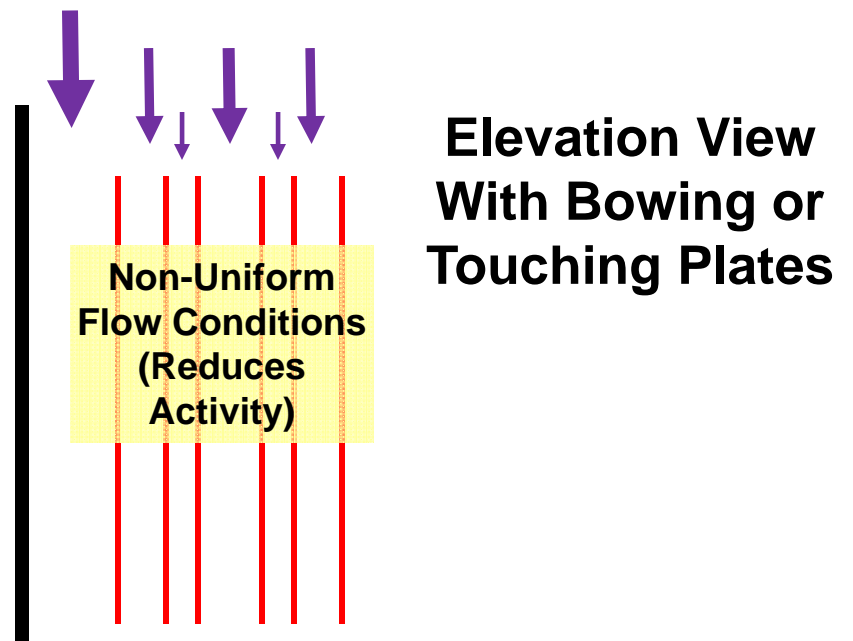 Elevation View
With Bowing or
Touching Plates
Non-Uniform
Flow Conditions
(Reduces
Activity)